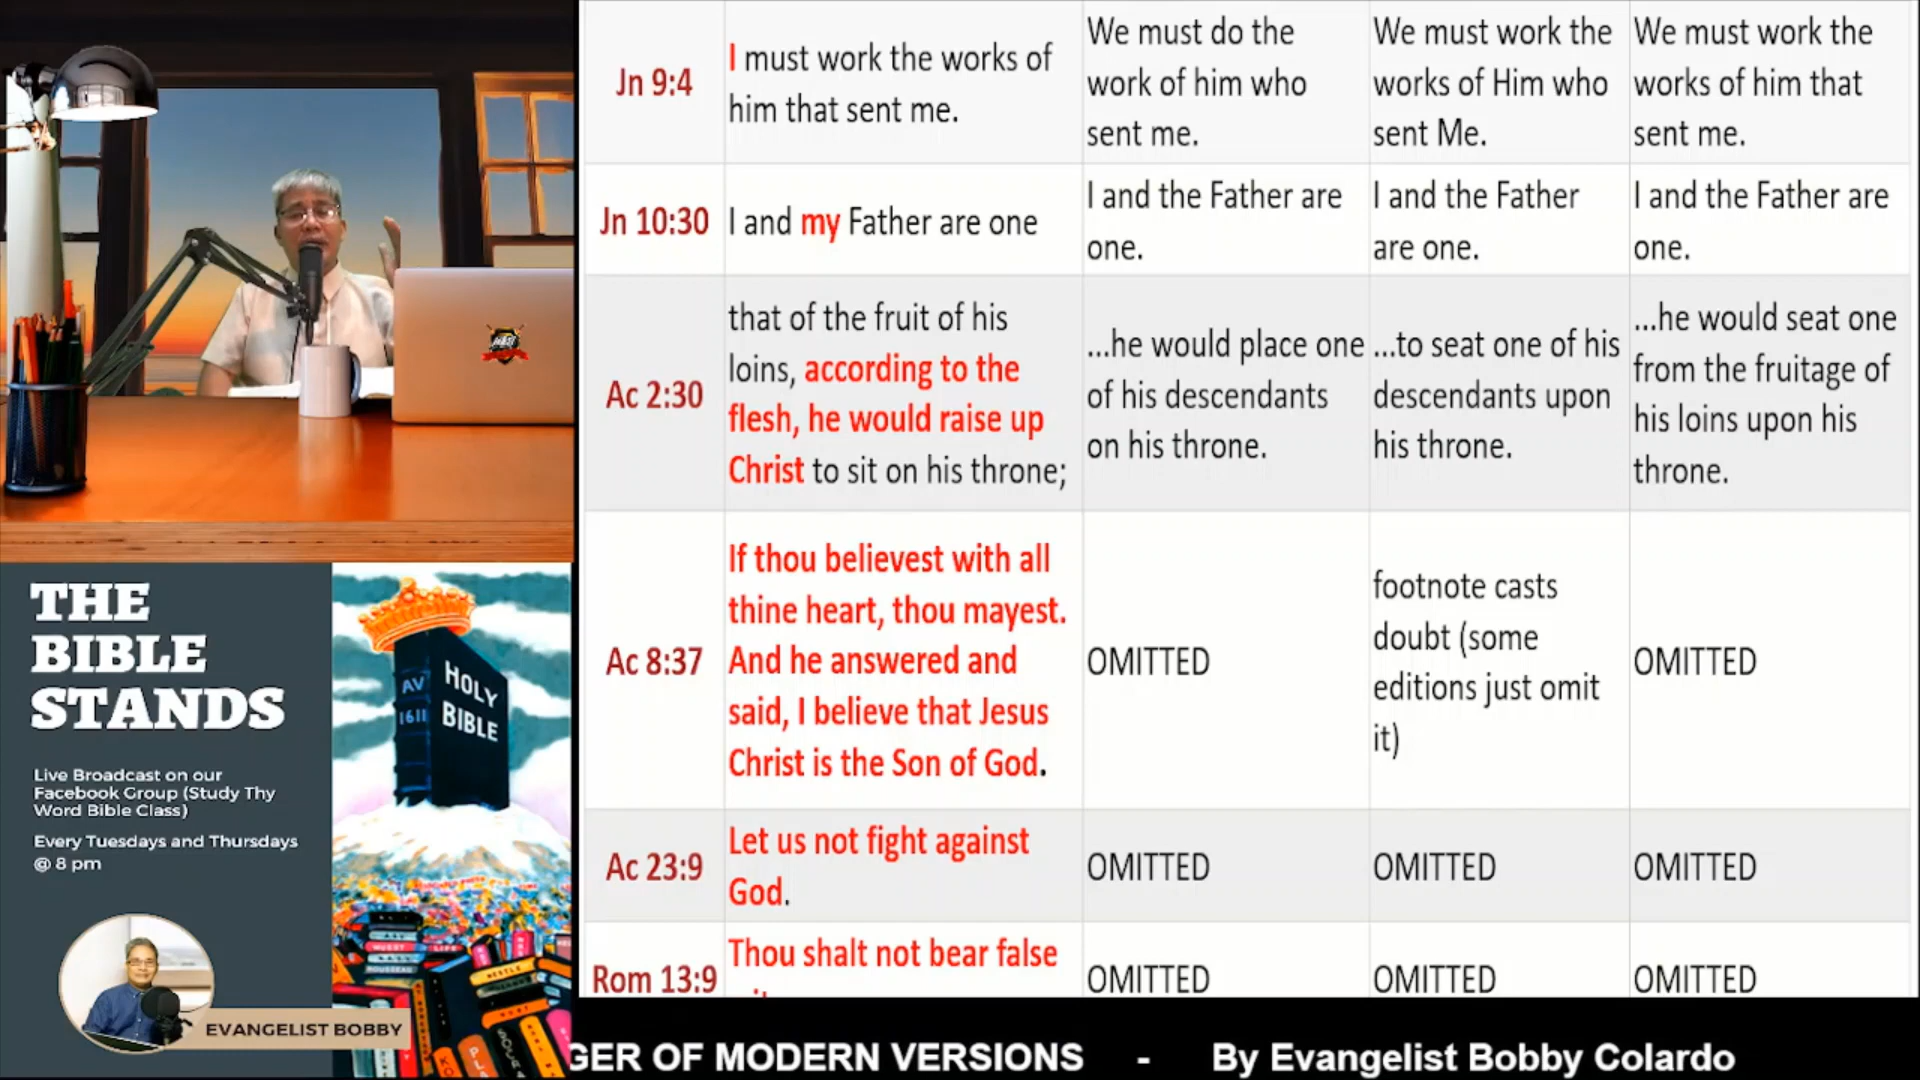 Jn 9:4
I must work the works of
him that sent me.
We must do the
work of him who
sent me.
We must work the
works of Him who
sent Me.
We must work the
works of him that
sent me.
Jn 10:30
I and my Father are one
I and the Father are
one.
I and the Father
are one.
I and the Father are
one.
Ac 2:30
that of the fruit of his
loins, according to the
flesh, he would raise up
Christ to sit on his throne;
...he would place one
of his descendants
on his throne.
...to seat one of his
descendants upon
his throne.
...he would seat one
from the fruitage of
his loins upon his
throne.
Ac 8:37
If thou believest with all
thine heart, thou mayest.
And he answered and
said, I believe that Jesus
Christ is the Son of God.
OMITTED
footnote casts
doubt (some
editions just omit
it)
OMITTED
Ac 23:9
Let us not fight against
God.
OMITTED
OMITTED
OMITTED
Rom 13:9
Thou shalt not bear false
OMITTED
OMITTED
OMITTED
THE
BIBLE
STANDS
Live Broadcast on our
Facebook Group (Study Thy
Word Bible Class)
Every Tuesdays and Thursdays
@ 8 pm
EVANGELIST BOBBY
AV
1611
HOLY
BIBLE
GER OF MODERN VERSIONS - By Evangelist Bobby Colardo